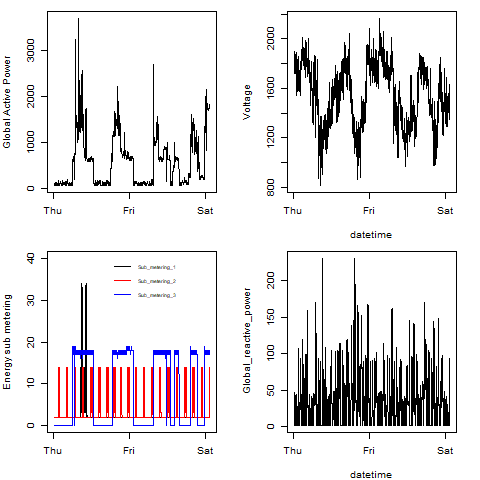 Global Active Power
0 1000 2000 3000
Thu Fri Sat
Voltage
800 1200 1600 2000
Thu Fri Sat
datetime
Energy sub metering
0 10 20 30 40
Sub_metering_1
Sub_metering_2
Sub_metering_3
Thu Fri Sat
Global_reactive_power
0 50 100 150 200
Thu Fri Sat
datetime